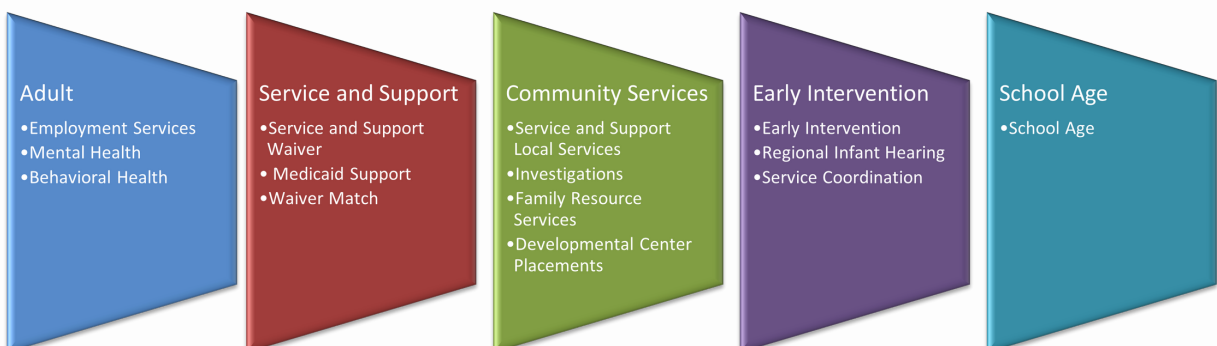 Adult
•Employment Services
•Mental Health
•Behavioral Health
Service and Support
•Service and Support
Waiver
• Medicaid Support
•Waiver Match
Community Services
•Service and Support
Local Services
•Investigations
•Family Resource
Services
•Developmental Center
Placements
Early Intervention
•Early Intervention
•Regional Infant Hearing
•Service Coordination
School Age
•School Age